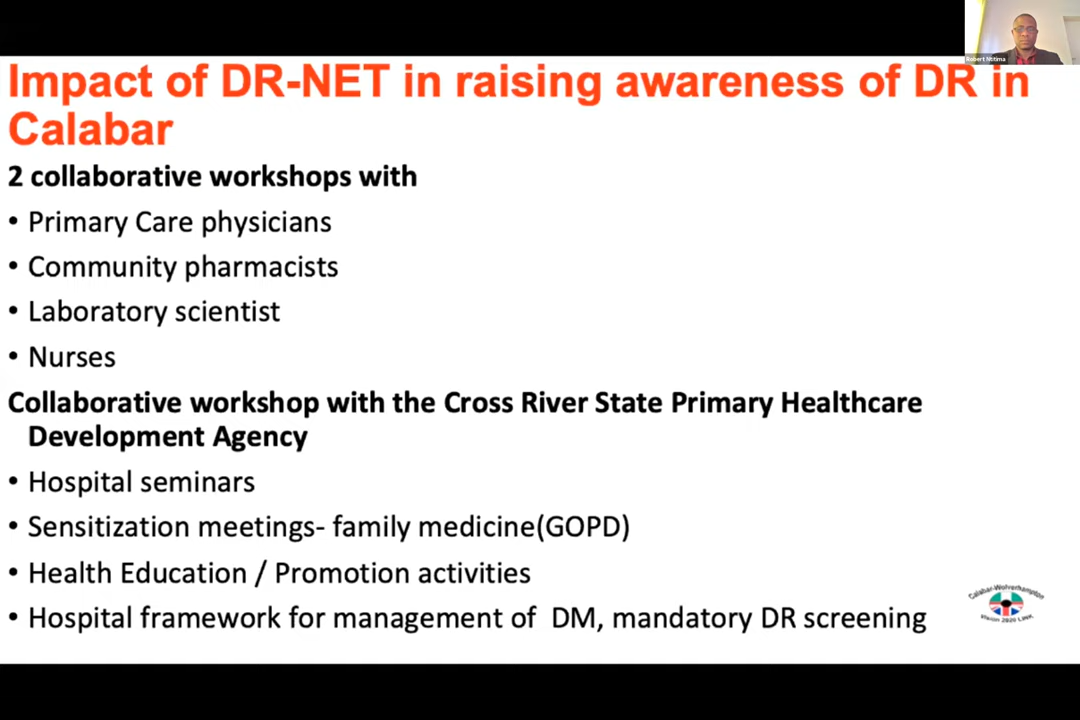 Robert Ntitima
Impact of DR-NET in raising awareness of DR in
Calabar
2 collaborative workshops with
• Primary Care physicians
• Community pharmacists
• Laboratory scientist
• Nurses
Collaborative workshop with the Cross River State Primary Healthcare
Development Agency
• Hospital seminars
• Sensitization meetings- family medicine(GOPD)
• Health Education / Promotion activities
• Hospital framework for management of DM, mandatory DR screening
Calabar-Wolverhampton
Vision 2020 Link